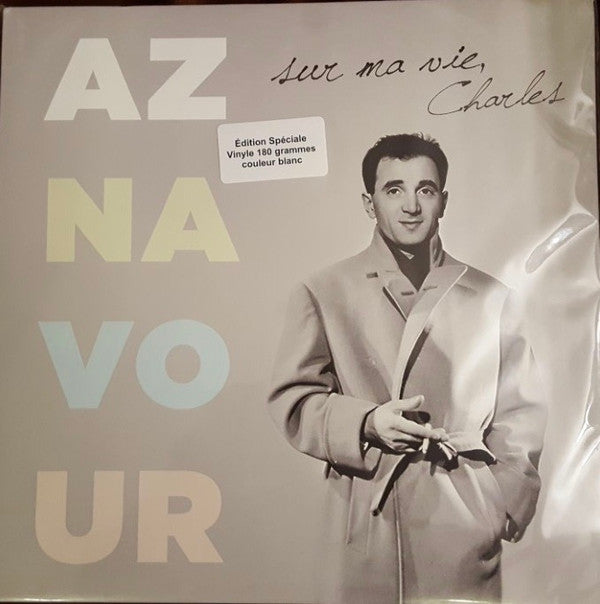 AZ
NA
VO
UR
sur ma vie,
Charles
Édition Spéciale
Vinyle 180 grammes
couleur blanc